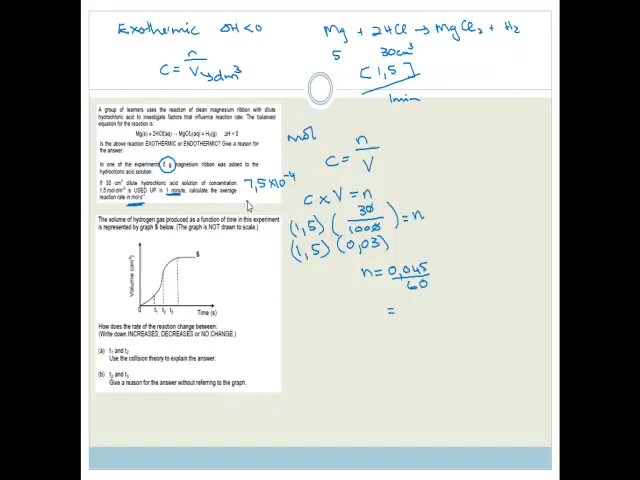 Exothermic ΔH<0
C = n/V → dm³
Mg + 2HCl → MgCl₂ + H₂
5 30cm³
[1,5]
1min
A group of learners uses the reaction of clean magnesium ribbon with dilute
hydrochloric acid to investigate factors that influence reaction rate. The balanced
equation for the reaction is:
Mg(s) + 2HCl(aq) → MgCl₂(aq) + H₂(g) ΔH < 0
Is the above reaction EXOTHERMIC or ENDOTHERMIC? Give a reason for
the answer.
In one of the experiments 5 g magnesium ribbon was added to the
hydrochloric acid solution.
If 30 cm³ dilute hydrochloric acid solution of concentration
1,5 mol·dm⁻³ is USED UP in 1 minute, calculate the average
reaction rate in mol·s⁻¹.
7,5×10⁻⁴
The volume of hydrogen gas produced as a function of time in this experiment
is represented by graph S below. (The graph is NOT drawn to scale.)
S
Volume (cm³)
0 t₁ t₂ t₃ Time (s)
How does the rate of the reaction change between:
(Write down INCREASES, DECREASES or NO CHANGE.)
(a) t₁ and t₂
Use the collision theory to explain the answer.
(b) t₂ and t₃
Give a reason for the answer without referring to the graph.
mol
C = n/V
C × V = n
(1,5) (30/1000) = n
(1,5) (0,03)
n = 0,045/60
=